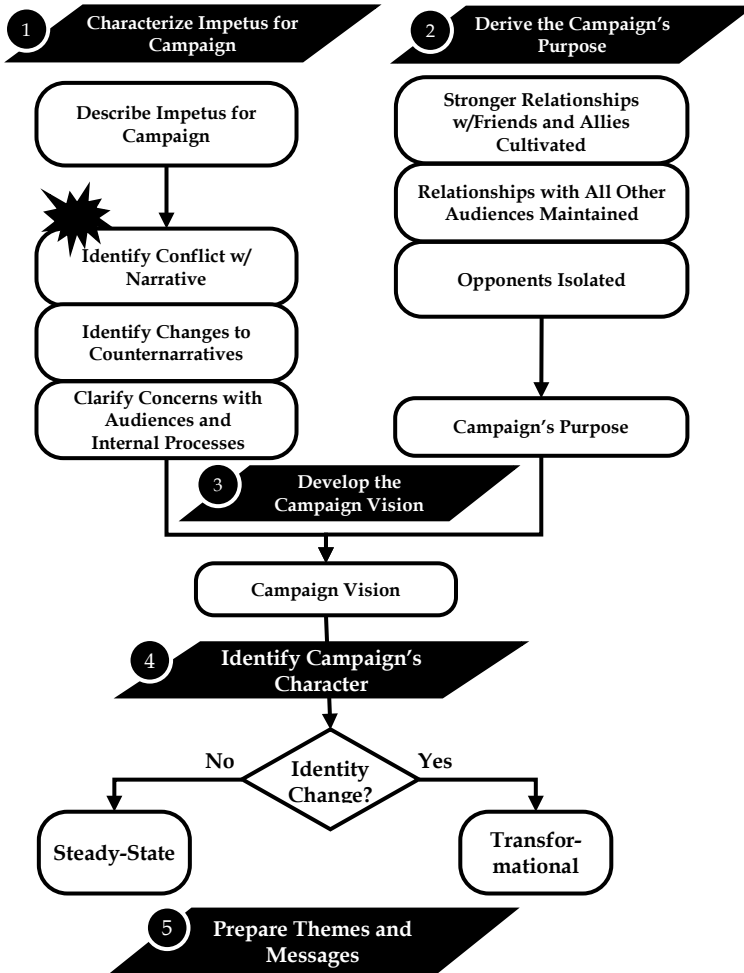 1
Characterize Impetus for
Campaign
Describe Impetus for
Campaign
Identify Conflict w/
Narrative
Identify Changes to
Counternarratives
Clarify Concerns with
Audiences and
Internal Processes
2
Derive the Campaign’s
Purpose
Stronger Relationships
w/Friends and Allies
Cultivated
Relationships with All Other
Audiences Maintained
Opponents Isolated
Campaign’s Purpose
3
Develop the
Campaign Vision
Campaign Vision
4
Identify Campaign’s
Character
No
Identity
Change?
Yes
Steady-State
Transfor-
mational
5
Prepare Themes and
Messages